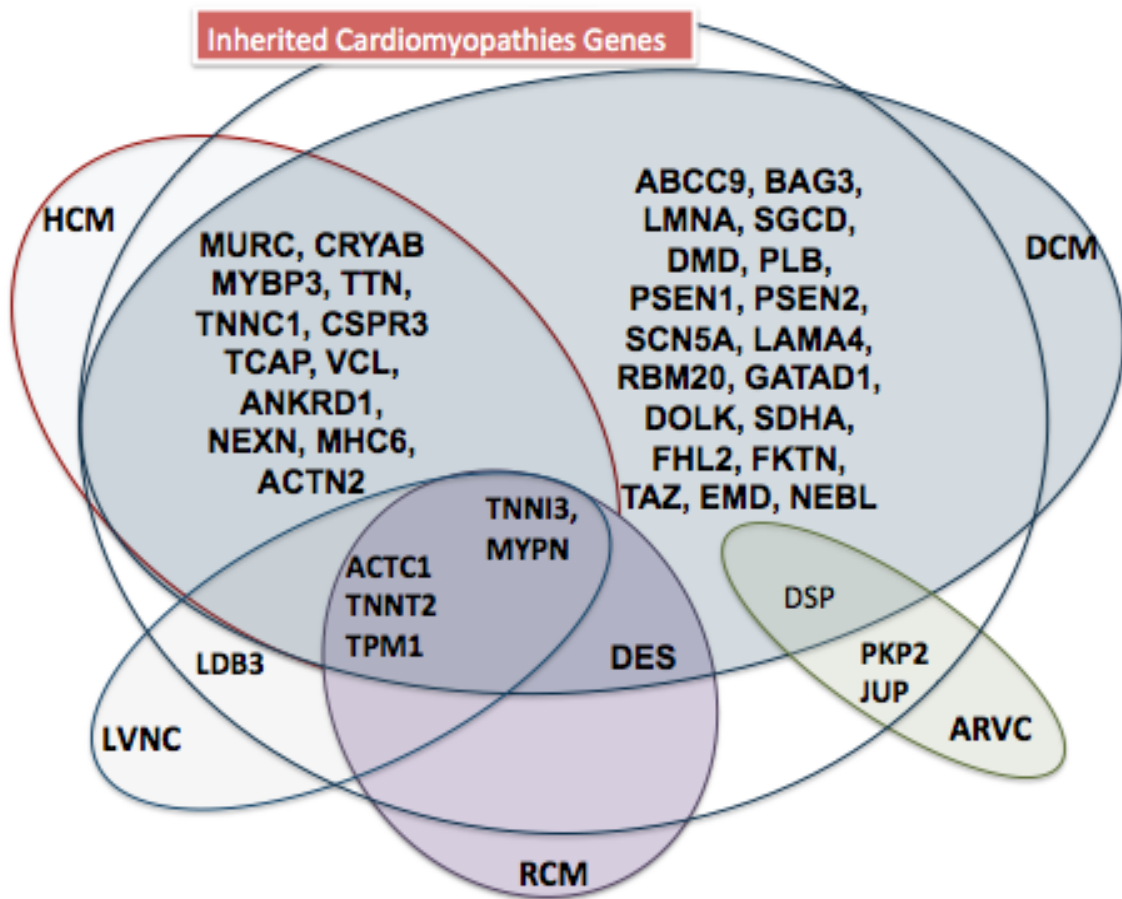 Inherited Cardiomyopathies Genes
HCM
MURC, CRYAB
MYBP3, TTN,
TNNC1, CSPR3
TCAP, VCL,
ANKRD1,
NEXN, MHC6,
ACTN2
ABCC9, BAG3,
LMNA, SGCD,
DMD, PLB,
PSEN1, PSEN2,
SCN5A, LAMA4,
RBM20, GATAD1,
DOLK, SDHA,
FHL2, FKTN,
TAZ, EMD, NEBL
DCM
TNNI3,
MYPN
ACTC1
TNNT2
TPM1
DES
DSP
PKP2
JUP
ARVC
LDB3
LVNC
RCM